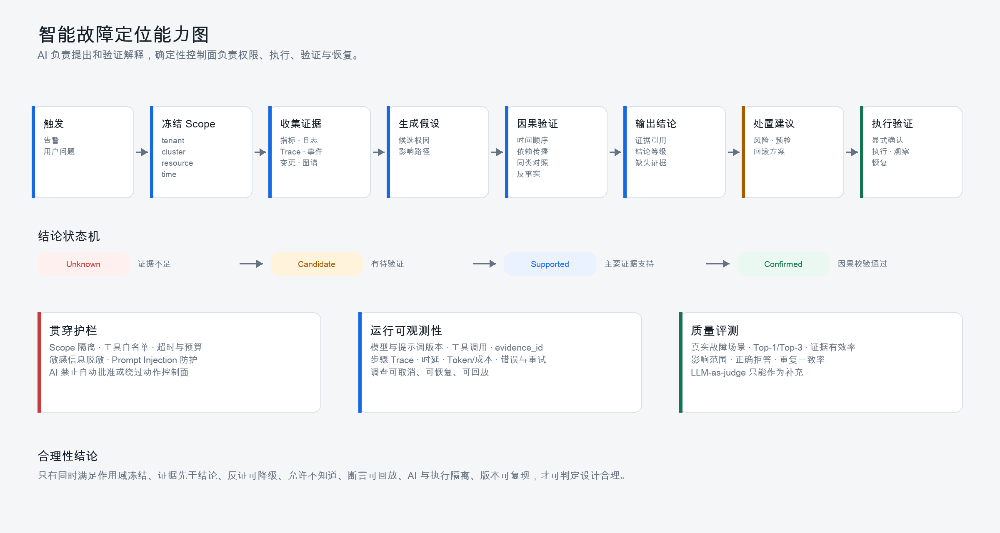 智能故障定位能力图
AI 负责提出和验证解释，确定性控制面负责权限、执行、验证与恢复。
触发
告警
用户问题
冻结 Scope
tenant
cluster
resource
time
收集证据
指标 · 日志
Trace · 事件
变更 · 图谱
生成假设
候选根因
影响路径
因果验证
时间顺序
依赖传播
同类对照
反事实
输出结论
证据引用
结论等级
缺失证据
处置建议
风险 · 预检
回滚方案
执行验证
显式确认
执行 · 观察
恢复
结论状态机
Unknown 证据不足
Candidate 有待验证
Supported 主要证据支持
Confirmed 因果校验通过
贯穿护栏
Scope 隔离 · 工具白名单 · 超时与预算
敏感信息脱敏 · Prompt Injection 防护
AI 禁止自动批准或绕过动作控制面
运行可观测性
模型与提示词版本 · 工具调用 · evidence_id
步骤 Trace · 时延 · Token/成本 · 错误与重试
调查可取消、可恢复、可回放
质量评测
真实故障场景 · Top-1/Top-3 · 证据有效率
影响范围 · 正确拒答 · 重复一致率
LLM-as-judge 只能作为补充
合理性结论
只有同时满足作用域冻结、证据先于结论、反证可降级、允许不知道、断言可回放、AI 与执行隔离、版本可复现，才可判定设计合理。